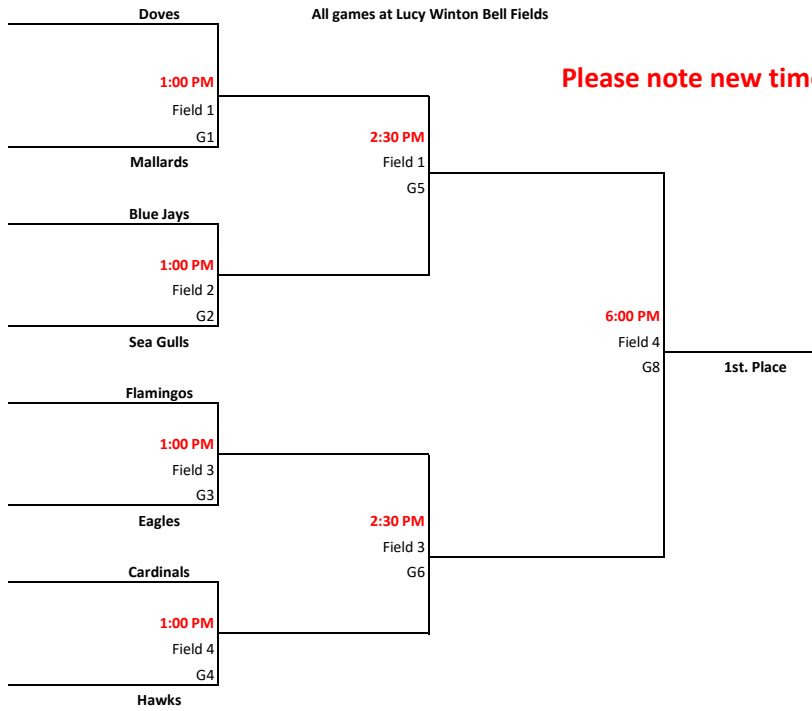 Doves
All games at Lucy Winton Bell Fields
1:00 PM
Please note new tim
Field 1
G1
2:30 PM
Mallards
Field 1
G5
Blue Jays
1:00 PM
Field 2
G2
6:00 PM
Sea Gulls
Field 4
G8
1st. Place
Flamingos
1:00 PM
Field 3
G3
Eagles
2:30 PM
Field 3
Cardinals
G6
1:00 PM
Field 4
G4
Hawks